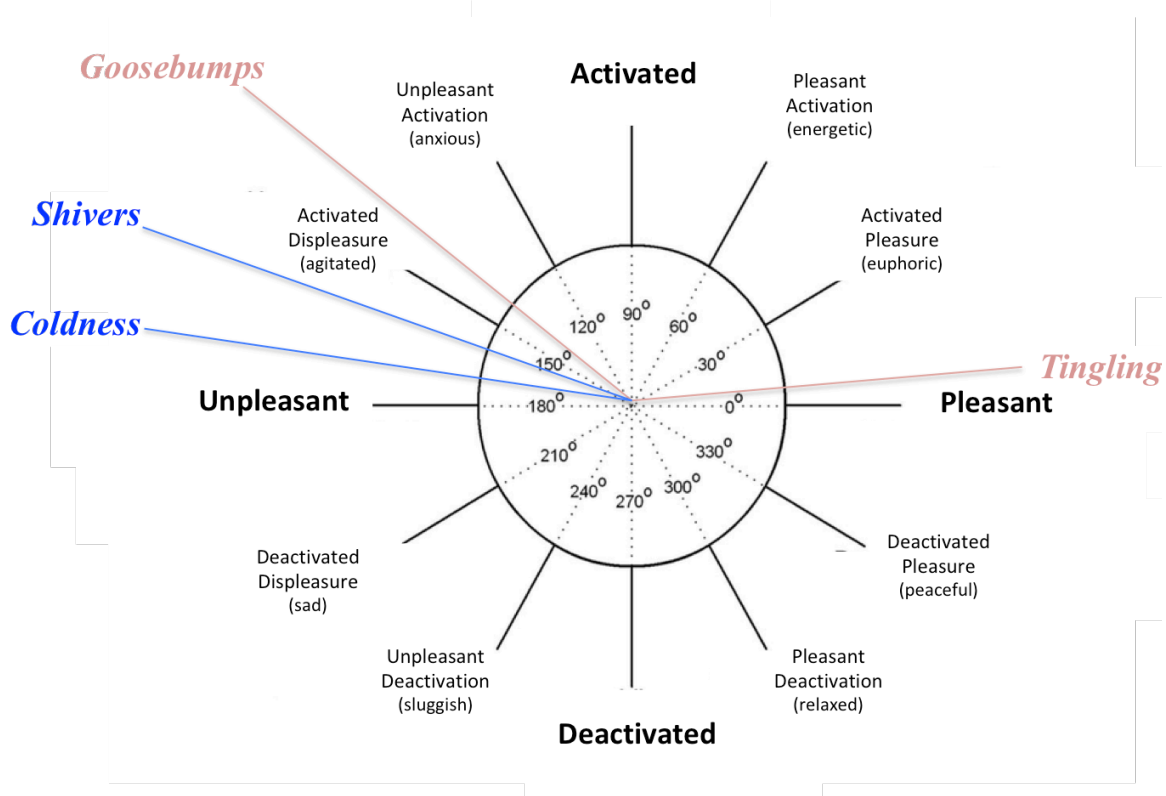 Goosebumps
Activated
Pleasant
Activation
(energetic)
Unpleasant
Activation
(anxious)
Shivers
Activated
Displeasure
(agitated)
Activated
Pleasure
(euphoric)
Coldness
120°
90°
60°
150°
30°
Tingling
Unpleasant
180°
0°
Pleasant
210°
330°
240°
270°
300°
Deactivated
Displeasure
(sad)
Deactivated
Pleasure
(peaceful)
Unpleasant
Deactivation
(sluggish)
Pleasant
Deactivation
(relaxed)
Deactivated